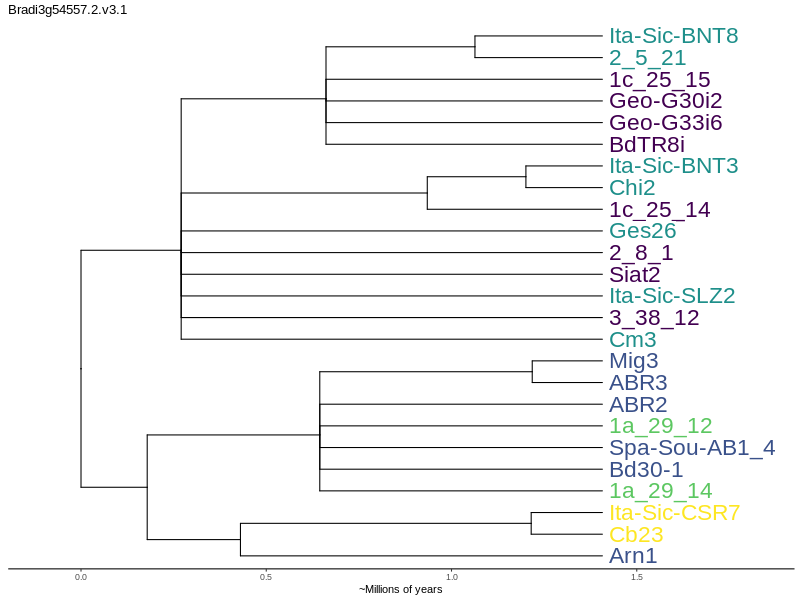 Bradi3g54557.2.v3.1
Ita-Sic-BNT8
2_5_21
1c_25_15
Geo-G30i2
Geo-G33i6
BdTR8i
Ita-Sic-BNT3
Chi2
1c_25_14
Ges26
2_8_1
Siat2
Ita-Sic-SLZ2
3_38_12
Cm3
Mig3
ABR3
ABR2
1a_29_12
Spa-Sou-AB1_4
Bd30-1
1a_29_14
Ita-Sic-CSR7
Cb23
Arn1
0.0 0.5 1.0 1.5
~Millions of years